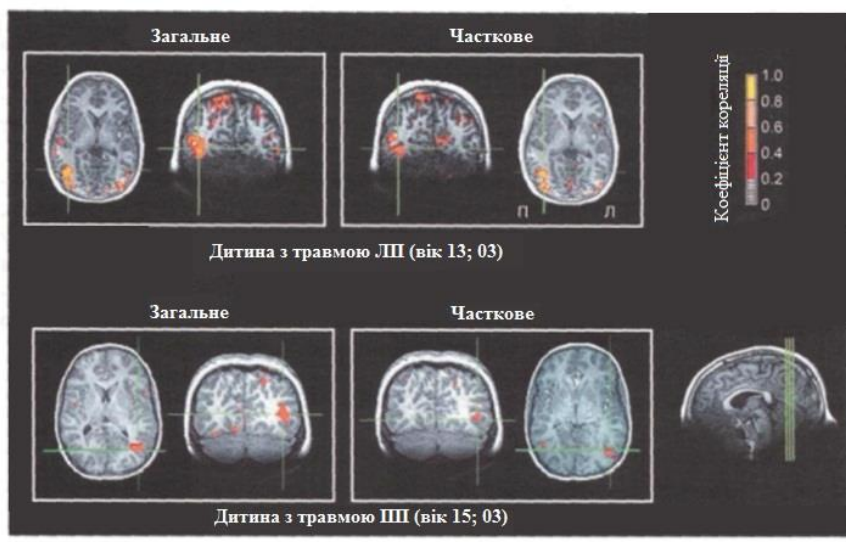 Загальне
Часткове
Коефіцієнт кореляції
1.0
0.8
0.6
0.4
0.2
0
П
Л
Дитина з травмою ЛП (вік 13; 03)
Загальне
Часткове
Дитина з травмою ПП (вік 15; 03)